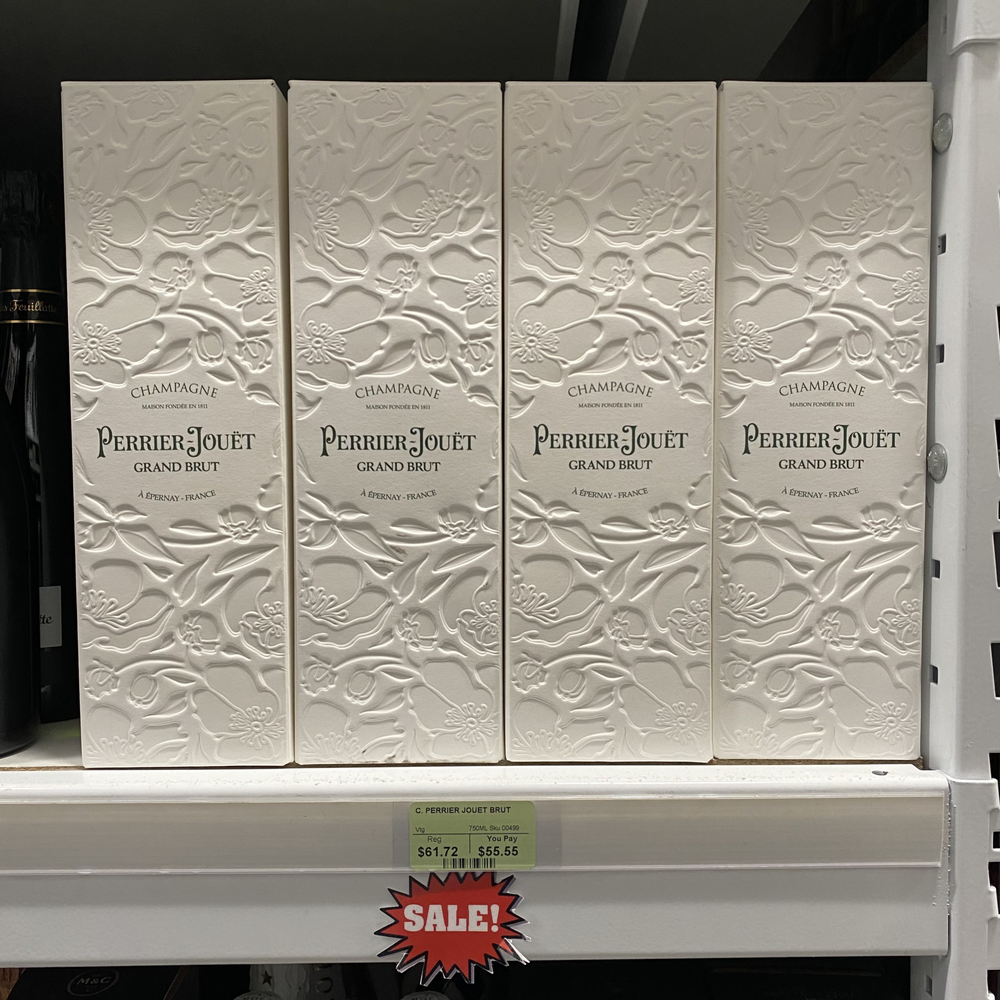 Feuillatte
CHAMPAGNE
MAISON FONDÉE EN 1811
PERRIER-JOUËT
GRAND BRUT
À ÉPERNAY - FRANCE
CHAMPAGNE
MAISON FONDÉE EN 1811
PERRIER-JOUËT
GRAND BRUT
À ÉPERNAY - FRANCE
CHAMPAGNE
MAISON FONDÉE EN 1811
PERRIER-JOUËT
GRAND BRUT
À ÉPERNAY - FRANCE
CHAMPAGNE
MAISON FONDÉE EN 1811
PERRIER-JOUËT
GRAND BRUT
À ÉPERNAY - FRANCE
C. PERRIER JOUET BRUT
Vtg 750ML Sku 00499
Reg You Pay
$61.72 $55.55
SALE!
M&C